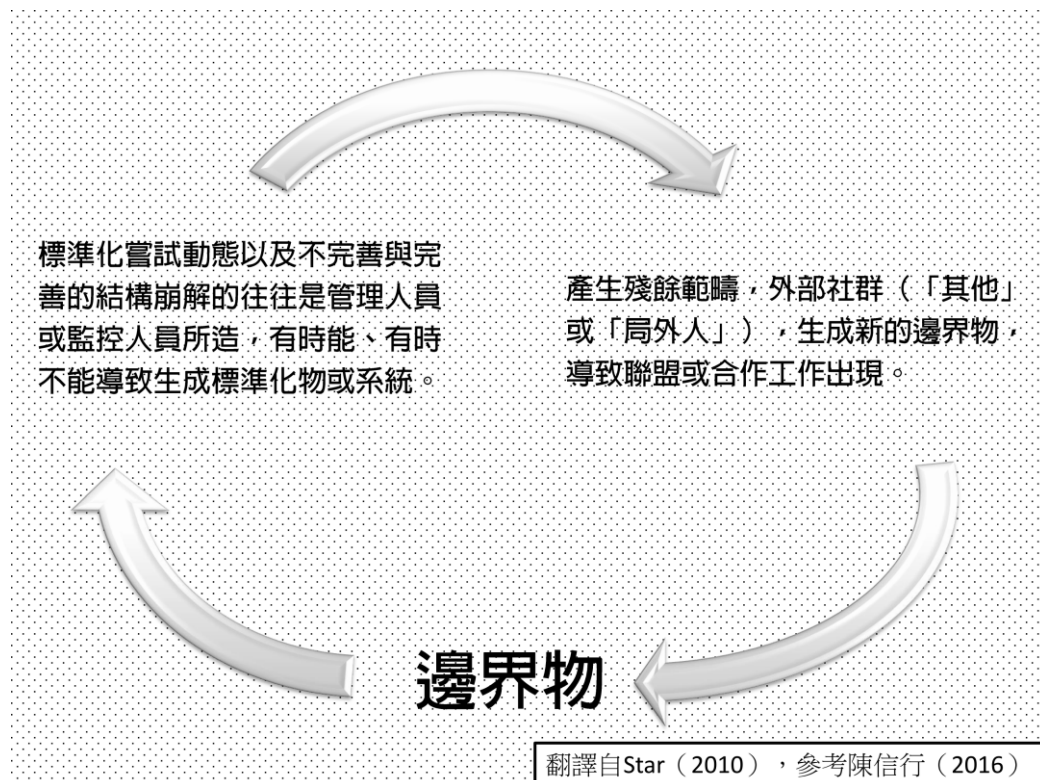 標準化嘗試動態以及不完善與完
善的結構崩解的往往是管理人員
或監控人員所造，有時能、有時
不能導致生成標準化物或系統。
產生殘餘範疇，外部社群（「其他」
或「局外人」），生成新的邊界物，
導致聯盟或合作工作出現。
邊界物
翻譯自Star（2010），參考陳信行（2016）